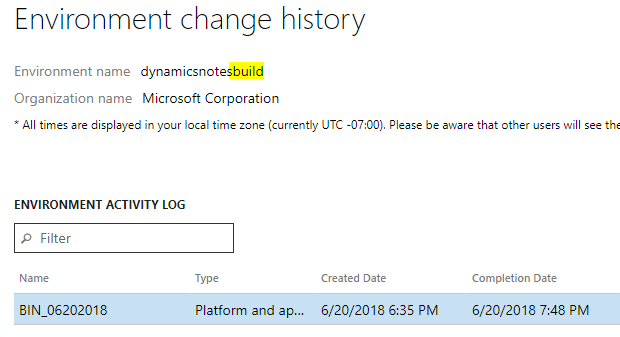 Environment change history
Environment name dynamicsnotesbuild
Organization name Microsoft Corporation
* All times are displayed in your local time zone (currently UTC -07:00). Please be aware that other users will see the
ENVIRONMENT ACTIVITY LOG
Filter
Name Type Created Date Completion Date
BIN_06202018 Platform and ap... 6/20/2018 6:35 PM 6/20/2018 7:48 PM